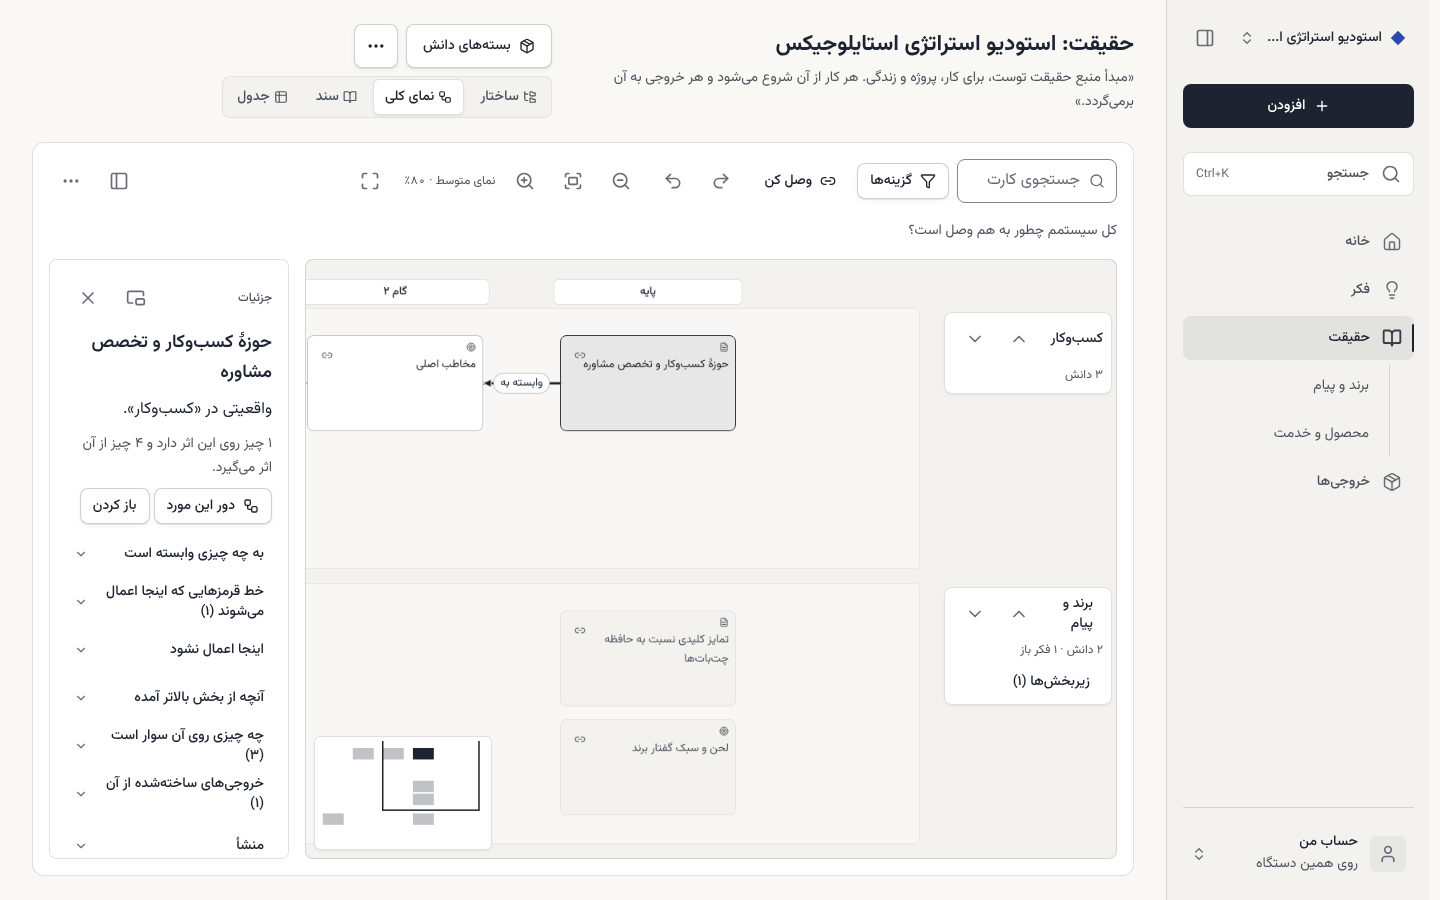 استودیو استراتژی ا...
افزودن
جستجو
Ctrl+K
خانه
فکر
حقیقت
برند و پیام
محصول و خدمت
خروجی‌ها
حساب من
روی همین دستگاه
حقیقت: استودیو استراتژی استایلوجیکس
«مبدأ منبع حقیقت توست، برای کار، پروژه و زندگی. هر کار از آن شروع می‌شود و هر خروجی به آن
برمی‌گردد.»
بسته‌های دانش
ساختار
نمای کلی
سند
جدول
جستجوی کارت
گزینه‌ها
وصل کن
نمای متوسط · ۸۰٪
کل سیستمم چطور به هم وصل است؟
پایه
گام ۲
کسب‌وکار
۳ دانش
حوزهٔ کسب‌وکار و تخصص مشاوره
وابسته به
مخاطب اصلی
برند و
پیام
۲ دانش · ۱ فکر باز
زیربخش‌ها (۱)
تمایز کلیدی نسبت به حافظه
چت‌بات‌ها
لحن و سبک گفتار برند
جزئیات
حوزهٔ کسب‌وکار و تخصص
مشاوره
واقعیتی در «کسب‌وکار».
۱ چیز روی این اثر دارد و ۴ چیز از آن
اثر می‌گیرد.
دور این مورد
باز کردن
به چه چیزی وابسته است
خط قرمزهایی که اینجا اعمال
می‌شوند (۱)
اینجا اعمال نشود
آنچه از بخش بالاتر آمده
چه چیزی روی آن سوار است
(۳)
خروجی‌های ساخته‌شده از آن
(۱)
منشأ